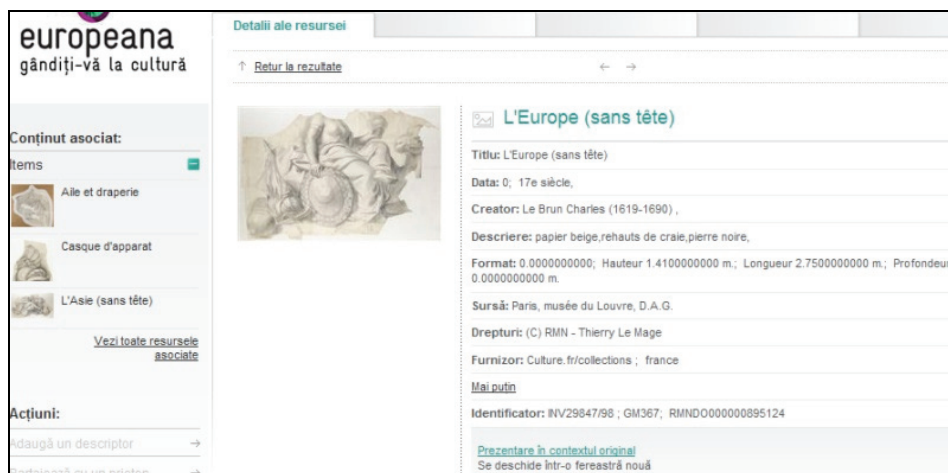 europeana
gândiți-vă la cultură
Conținut asociat:
Items
Aile et draperie
Casque d'apparat
L'Asie (sans tête)
Vezi toate resursele
asociate
Acțiuni:
Adaugă un descriptor →
Detalii ale resursei
↑ Retur la rezultate ← →
L'Europe (sans tête)
Titlu: L'Europe (sans tête)
Data: 0; 17e siècle,
Creator: Le Brun Charles (1619-1690) ,
Descriere: papier beige,rehauts de craie,pierre noire,
Format: 0.0000000000; Hauteur 1.4100000000 m.; Longueur 2.7500000000 m.; Profondeur
0.0000000000 m.
Sursă: Paris, musée du Louvre, D.A.G.
Drepturi: (C) RMN - Thierry Le Mage
Furnizor: Culture.fr/collections ; france
Mai puțin
Identificator: INV29847/98 ; GM367; RMNDO000000895124
Prezentare în contextul original
Se deschide într-o fereastră nouă